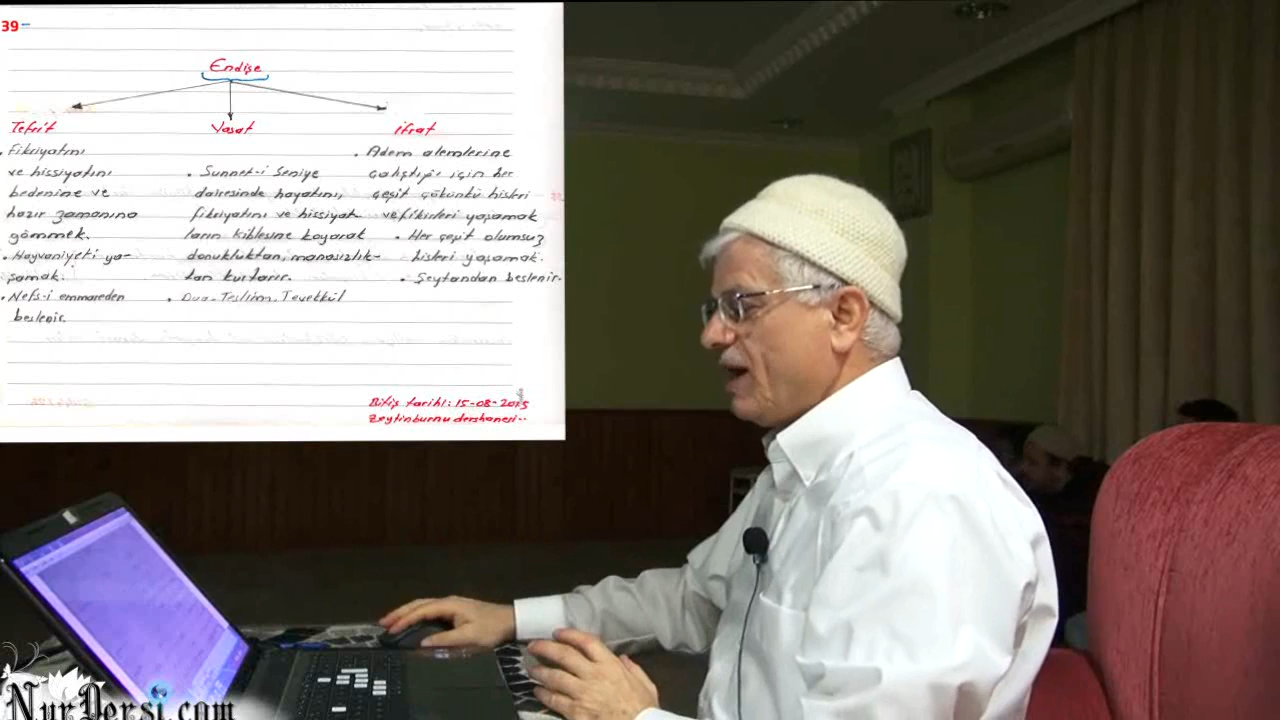 39-
Endişe
Tefrit
Vasat
ifrat
. Fikriyatını
ve hissiyatını
bedenine ve
hazır zamanına
gömmek.
. Hayvaniyeti ya-
şamak.
. Nefs-i emmareden
beslenir.
. Sunnet-i Seniye
dairesinde hayatını,
fikriyatını ve hissiyat-
larını kıblesine koyarak
donukluktan, manasızlık-
tan kurtarır.
. Dua-Teslim-Tevekkül
. Adem alemlerine
çalıştığı için her
çeşit çöküntü hisleri
ve fikirleri yaşamak
. Her çeşit olumsuz
hisleri yaşamak.
. Şeytandan beslenir.
Bitiş tarihi: 15-08-2015
Zeytinburnu dershanesi--
NurDersi.com